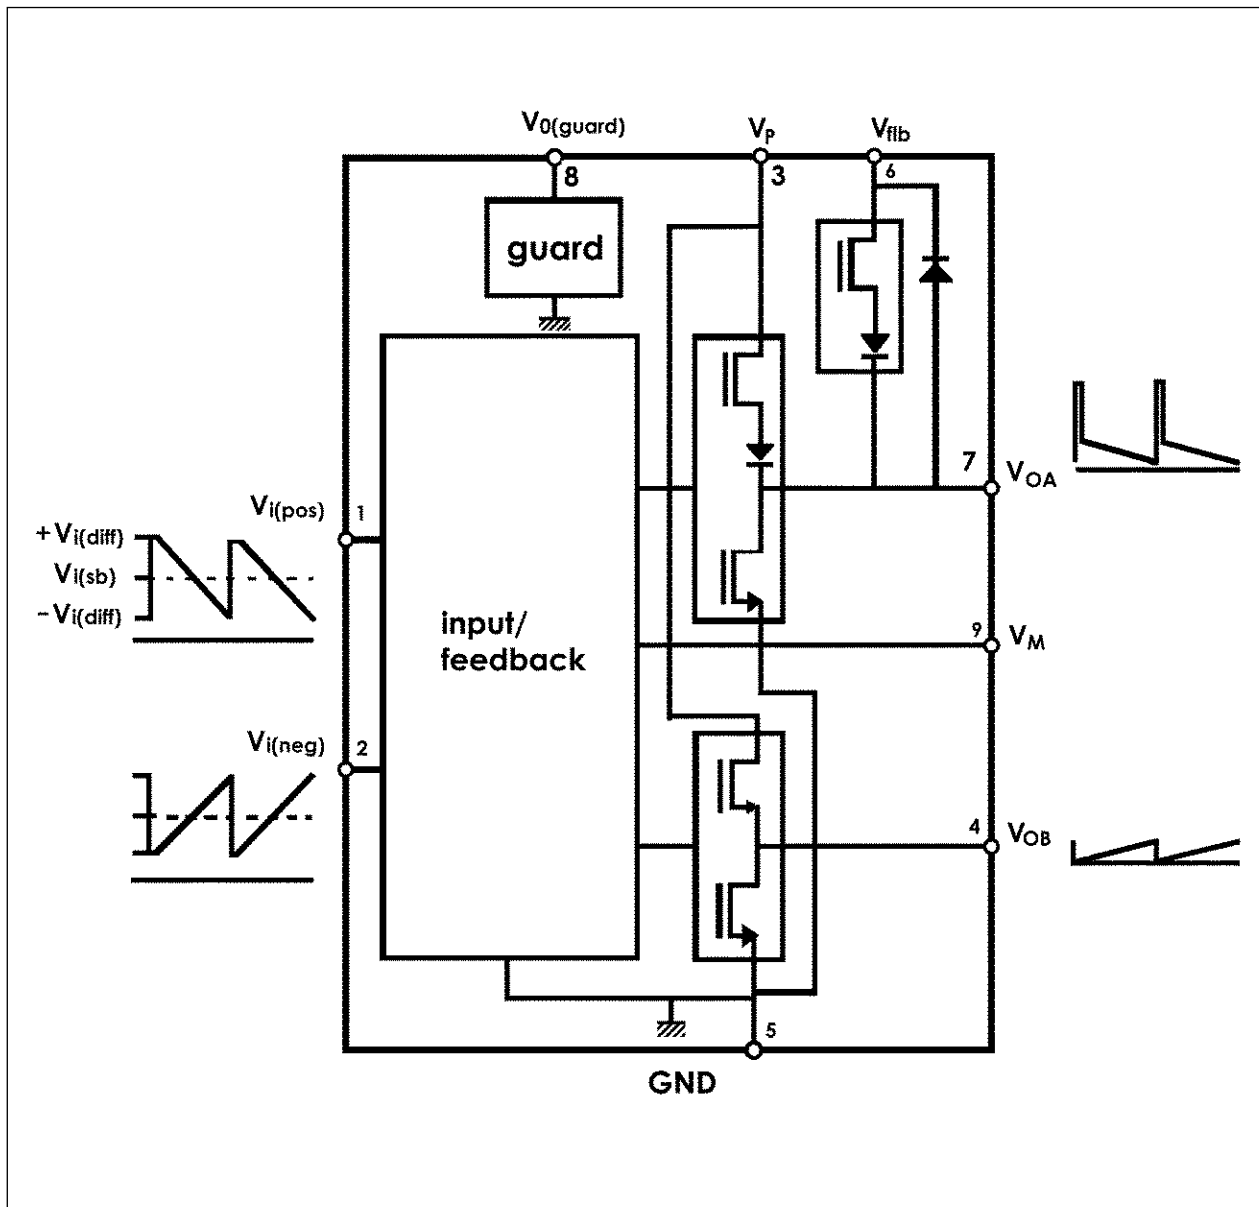 V0(guard)
VP
Vflb
8
3
6
guard
7
VOA
Vi(pos)
1
+Vi(diff)
Vi(sb)
−Vi(diff)
input/
feedback
9
VM
Vi(neg)
2
4
VOB
5
GND